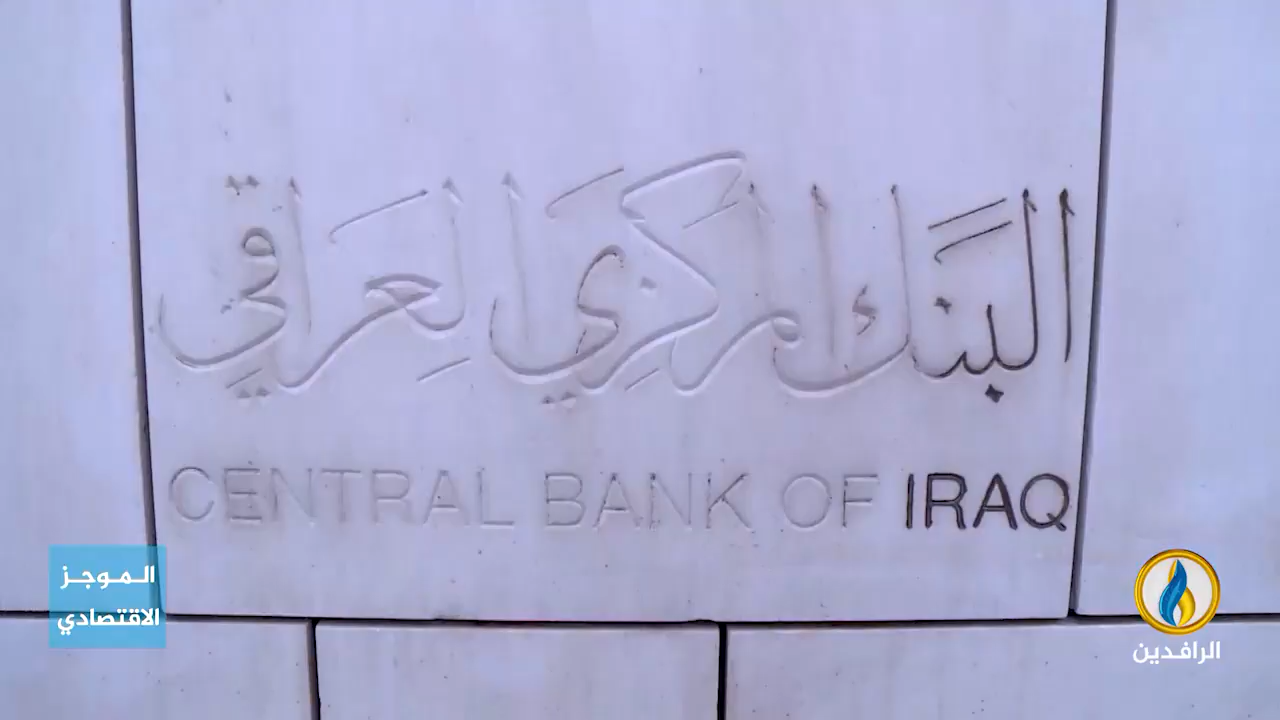 البنك المركزي العراقي
CENTRAL BANK OF IRAQ
الموجز
الاقتصادي
الرافدين